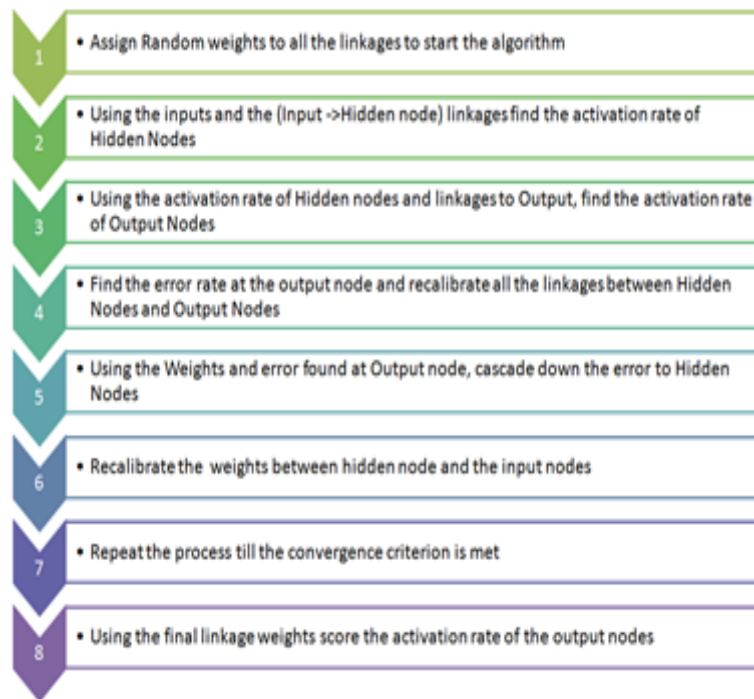 1
• Assign Random weights to all the linkages to start the algorithm
2
• Using the inputs and the (Input ->Hidden node) linkages find the activation rate of
Hidden Nodes
3
• Using the activation rate of Hidden nodes and linkages to Output, find the activation rate
of Output Nodes
4
• Find the error rate at the output node and recalibrate all the linkages between Hidden
Nodes and Output Nodes
5
• Using the Weights and error found at Output node, cascade down the error to Hidden
Nodes
6
• Recalibrate the weights between hidden node and the input nodes
7
• Repeat the process till the convergence criterion is met
8
• Using the final linkage weights score the activation rate of the output nodes